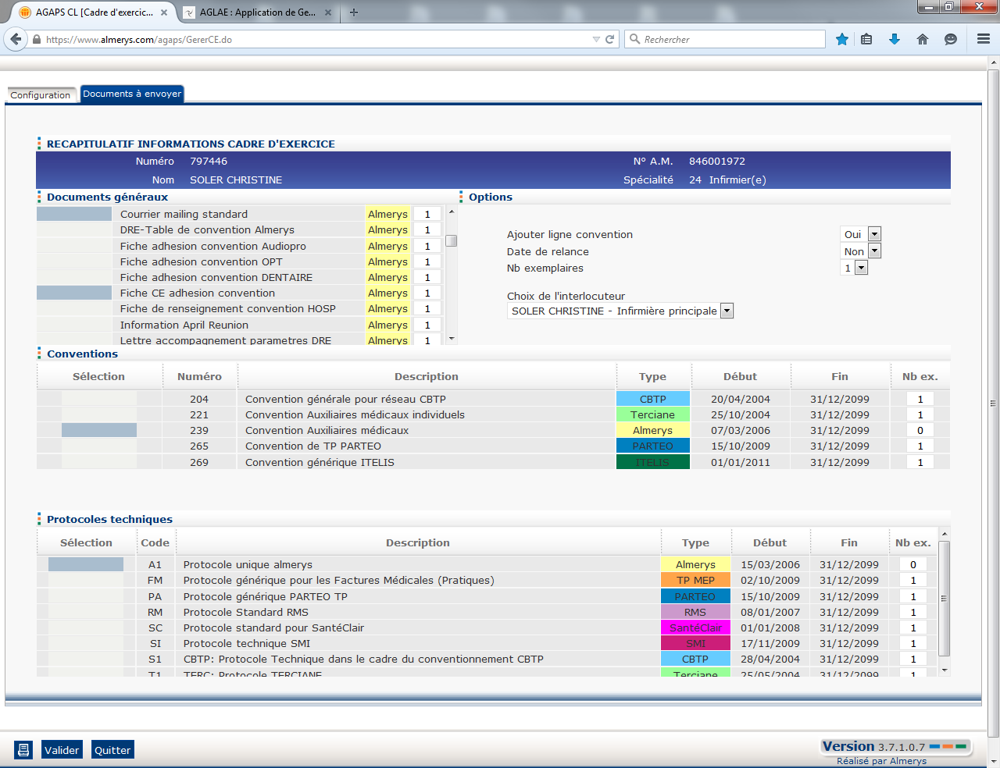 AGAPS CL [Cadre d'exercic...
AGLAE : Application de Ge...
https://www.almerys.com/agaps/GererCE.do
Rechercher
Configuration
Documents à envoyer
RECAPITULATIF INFORMATIONS CADRE D'EXERCICE
Numéro 797446 N° A.M. 846001972
Nom SOLER CHRISTINE Spécialité 24 Infirmier(e)
Documents généraux
Courrier mailing standard Almerys 1
DRE-Table de convention Almerys Almerys 1
Fiche adhesion convention Audiopro Almerys 1
Fiche adhesion convention OPT Almerys 1
Fiche adhesion convention DENTAIRE Almerys 1
Fiche CE adhesion convention Almerys 1
Fiche de renseignement convention HOSP Almerys 1
Information April Reunion Almerys 1
Lettre accompagnement parametres DRE Almerys 1
Options
Ajouter ligne convention Oui
Date de relance Non
Nb exemplaires 1
Choix de l'interlocuteur
SOLER CHRISTINE - Infirmière principale
Conventions
Sélection Numéro Description Type Début Fin Nb ex.
204 Convention générale pour réseau CBTP CBTP 20/04/2004 31/12/2099 1
221 Convention Auxiliaires médicaux individuels Terciane 25/10/2004 31/12/2099 1
239 Convention Auxiliaires médicaux Almerys 07/03/2006 31/12/2099 0
265 Convention de TP PARTEO PARTEO 15/10/2009 31/12/2099 1
269 Convention générique ITELIS ITELIS 01/01/2011 31/12/2099 1
Protocoles techniques
Sélection Code Description Type Début Fin Nb ex.
A1 Protocole unique almerys Almerys 15/03/2006 31/12/2099 0
FM Protocole générique pour les Factures Médicales (Pratiques) TP MEP 02/10/2009 31/12/2099 1
PA Protocole générique PARTEO TP PARTEO 15/10/2009 31/12/2099 1
RM Protocole Standard RMS RMS 08/01/2007 31/12/2099 1
SC Protocole standard pour SantéClair SantéClair 01/01/2008 31/12/2099 1
SI Protocole technique SMI SMI 17/11/2009 31/12/2099 1
S1 CBTP: Protocole Technique dans le cadre du conventionnement CBTP CBTP 28/04/2004 31/12/2099 1
T1 TERC: Protocole TERCIANE Terciane 25/05/2004 31/12/2099 1
Valider Quitter
Version 3.7.1.0.7
Réalisé par Almerys